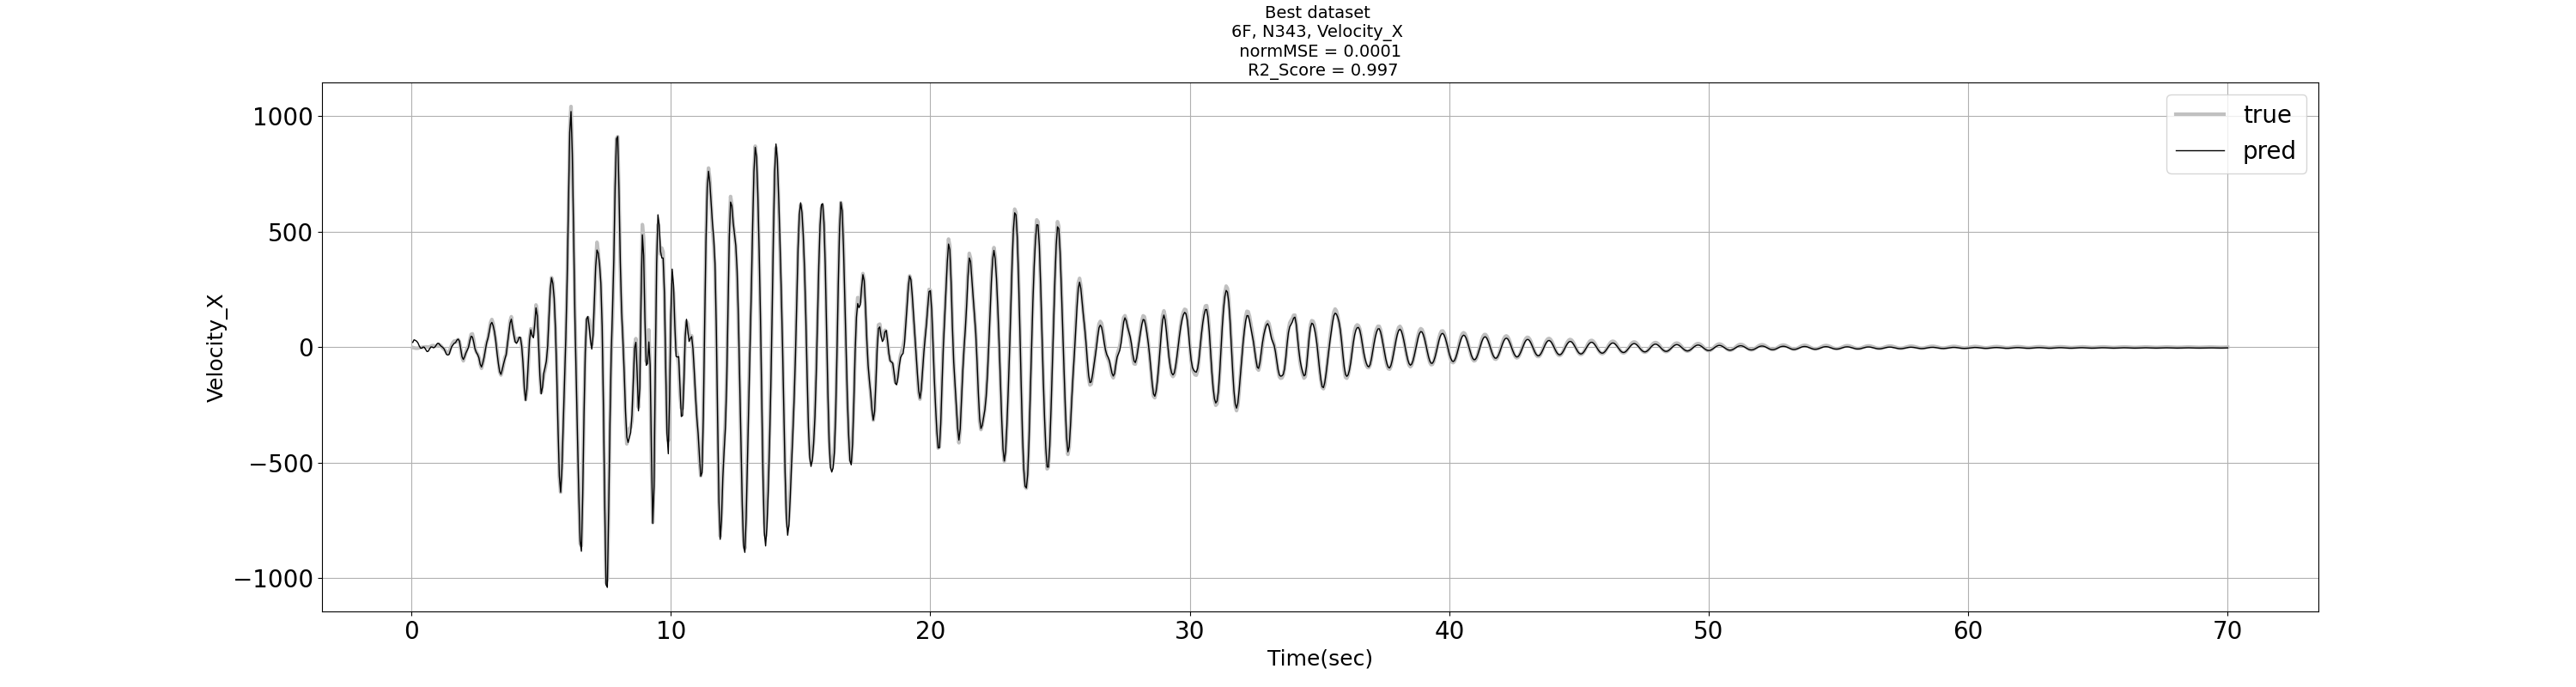 Best dataset
6F, N343, Velocity_X
normMSE = 0.0001
R2_Score = 0.997
true
pred
1000
500
0
−500
−1000
Velocity_X
0 10 20 30 40 50 60 70
Time(sec)